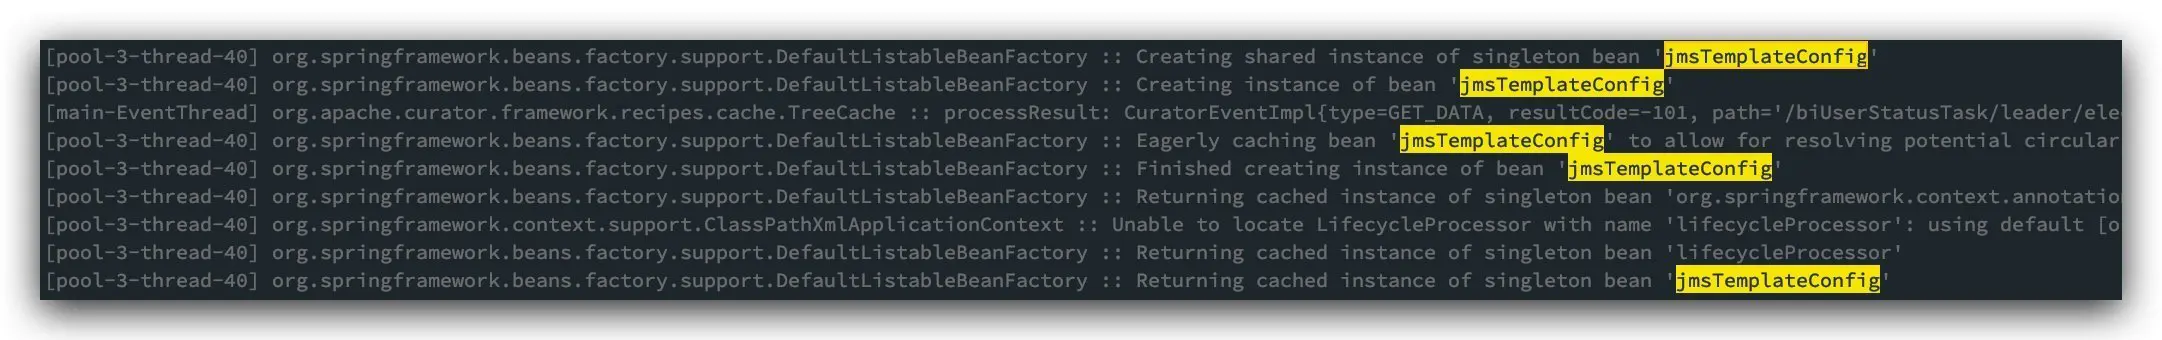 [pool-3-thread-40] org.springframework.beans.factory.support.DefaultListableBeanFactory :: Creating shared instance of singleton bean 'jmsTemplateConfig'
[pool-3-thread-40] org.springframework.beans.factory.support.DefaultListableBeanFactory :: Creating instance of bean 'jmsTemplateConfig'
[main-EventThread] org.apache.curator.framework.recipes.cache.TreeCache :: processResult: CuratorEventImpl{type=GET_DATA, resultCode=-101, path='/biUserStatusTask/leader/ele
[pool-3-thread-40] org.springframework.beans.factory.support.DefaultListableBeanFactory :: Eagerly caching bean 'jmsTemplateConfig' to allow for resolving potential circular
[pool-3-thread-40] org.springframework.beans.factory.support.DefaultListableBeanFactory :: Finished creating instance of bean 'jmsTemplateConfig'
[pool-3-thread-40] org.springframework.beans.factory.support.DefaultListableBeanFactory :: Returning cached instance of singleton bean 'org.springframework.context.annotatio
[pool-3-thread-40] org.springframework.context.support.ClassPathXmlApplicationContext :: Unable to locate LifecycleProcessor with name 'lifecycleProcessor': using default [o
[pool-3-thread-40] org.springframework.beans.factory.support.DefaultListableBeanFactory :: Returning cached instance of singleton bean 'lifecycleProcessor'
[pool-3-thread-40] org.springframework.beans.factory.support.DefaultListableBeanFactory :: Returning cached instance of singleton bean 'jmsTemplateConfig'